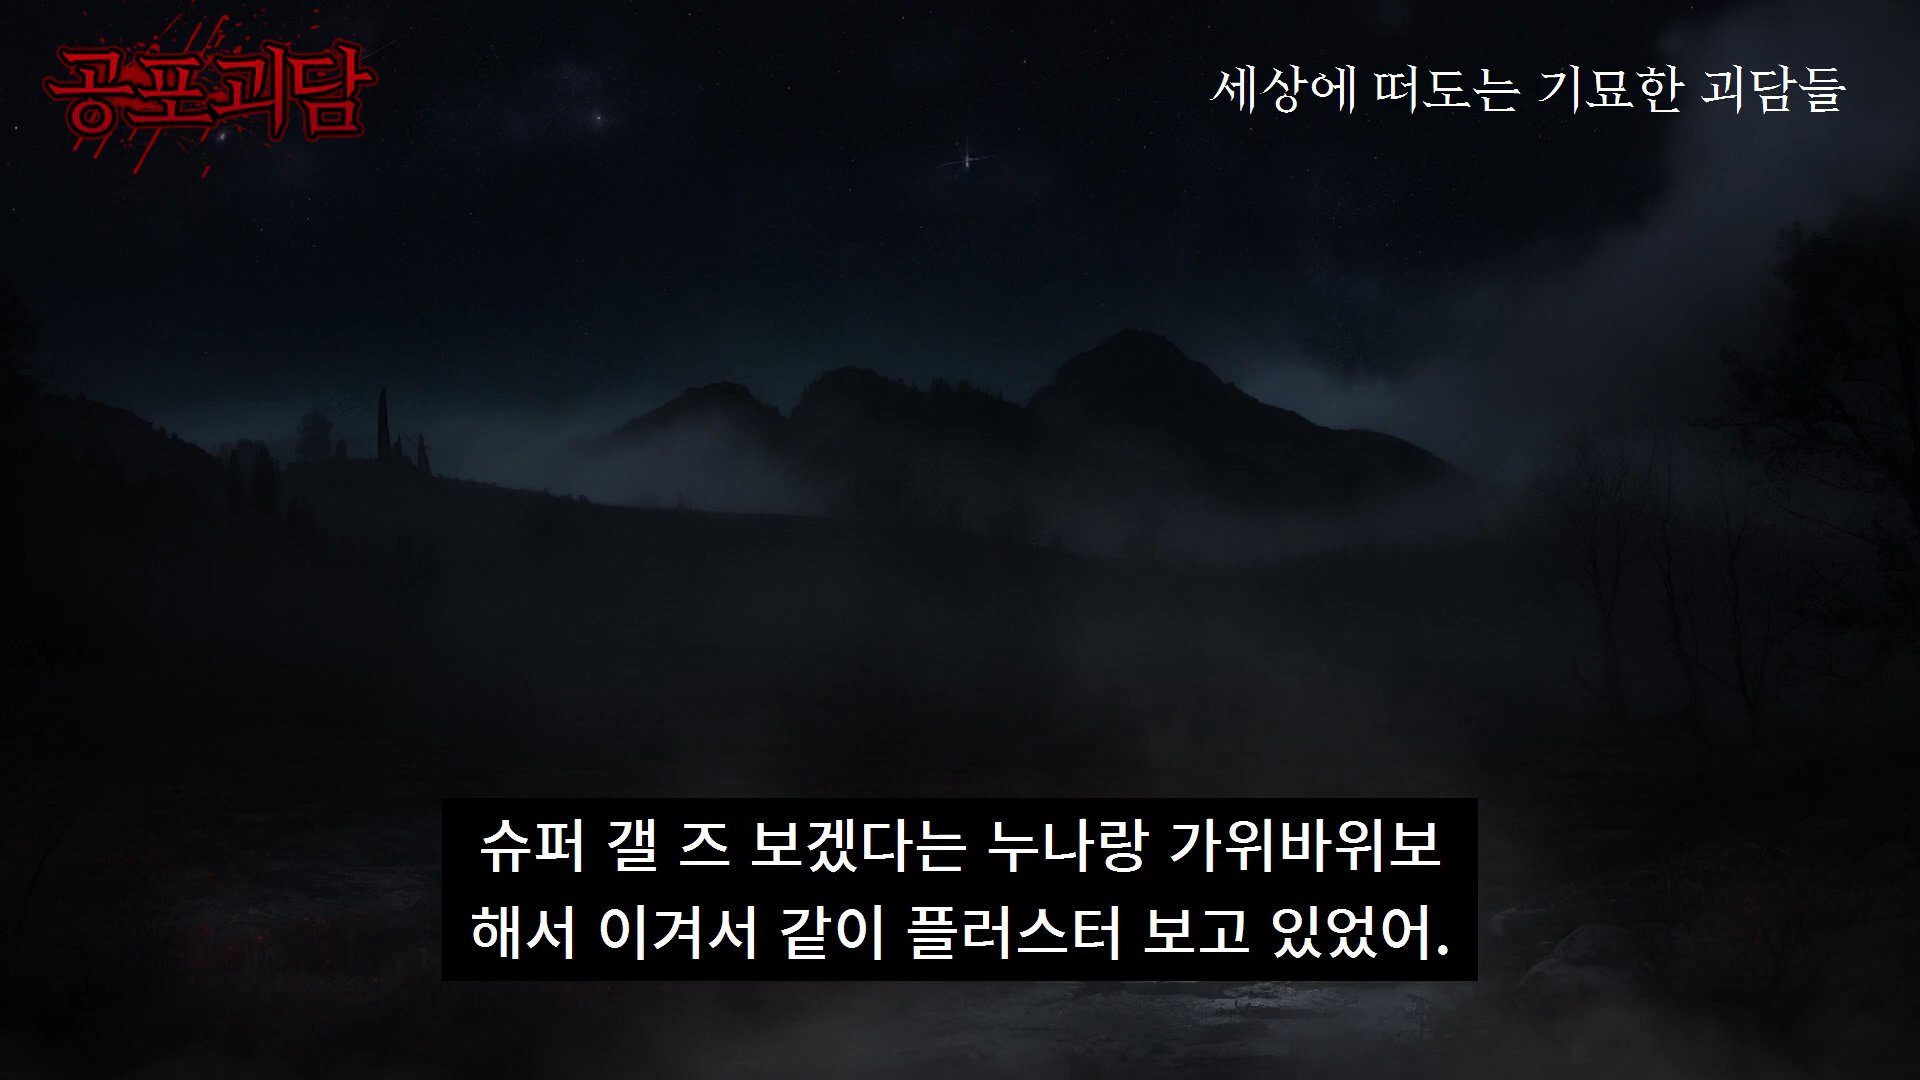 공포괴담
세상에 떠도는 기묘한 괴담들
슈퍼 갤 즈 보겠다는 누나랑 가위바위보
해서 이겨서 같이 플러스터 보고 있었어.